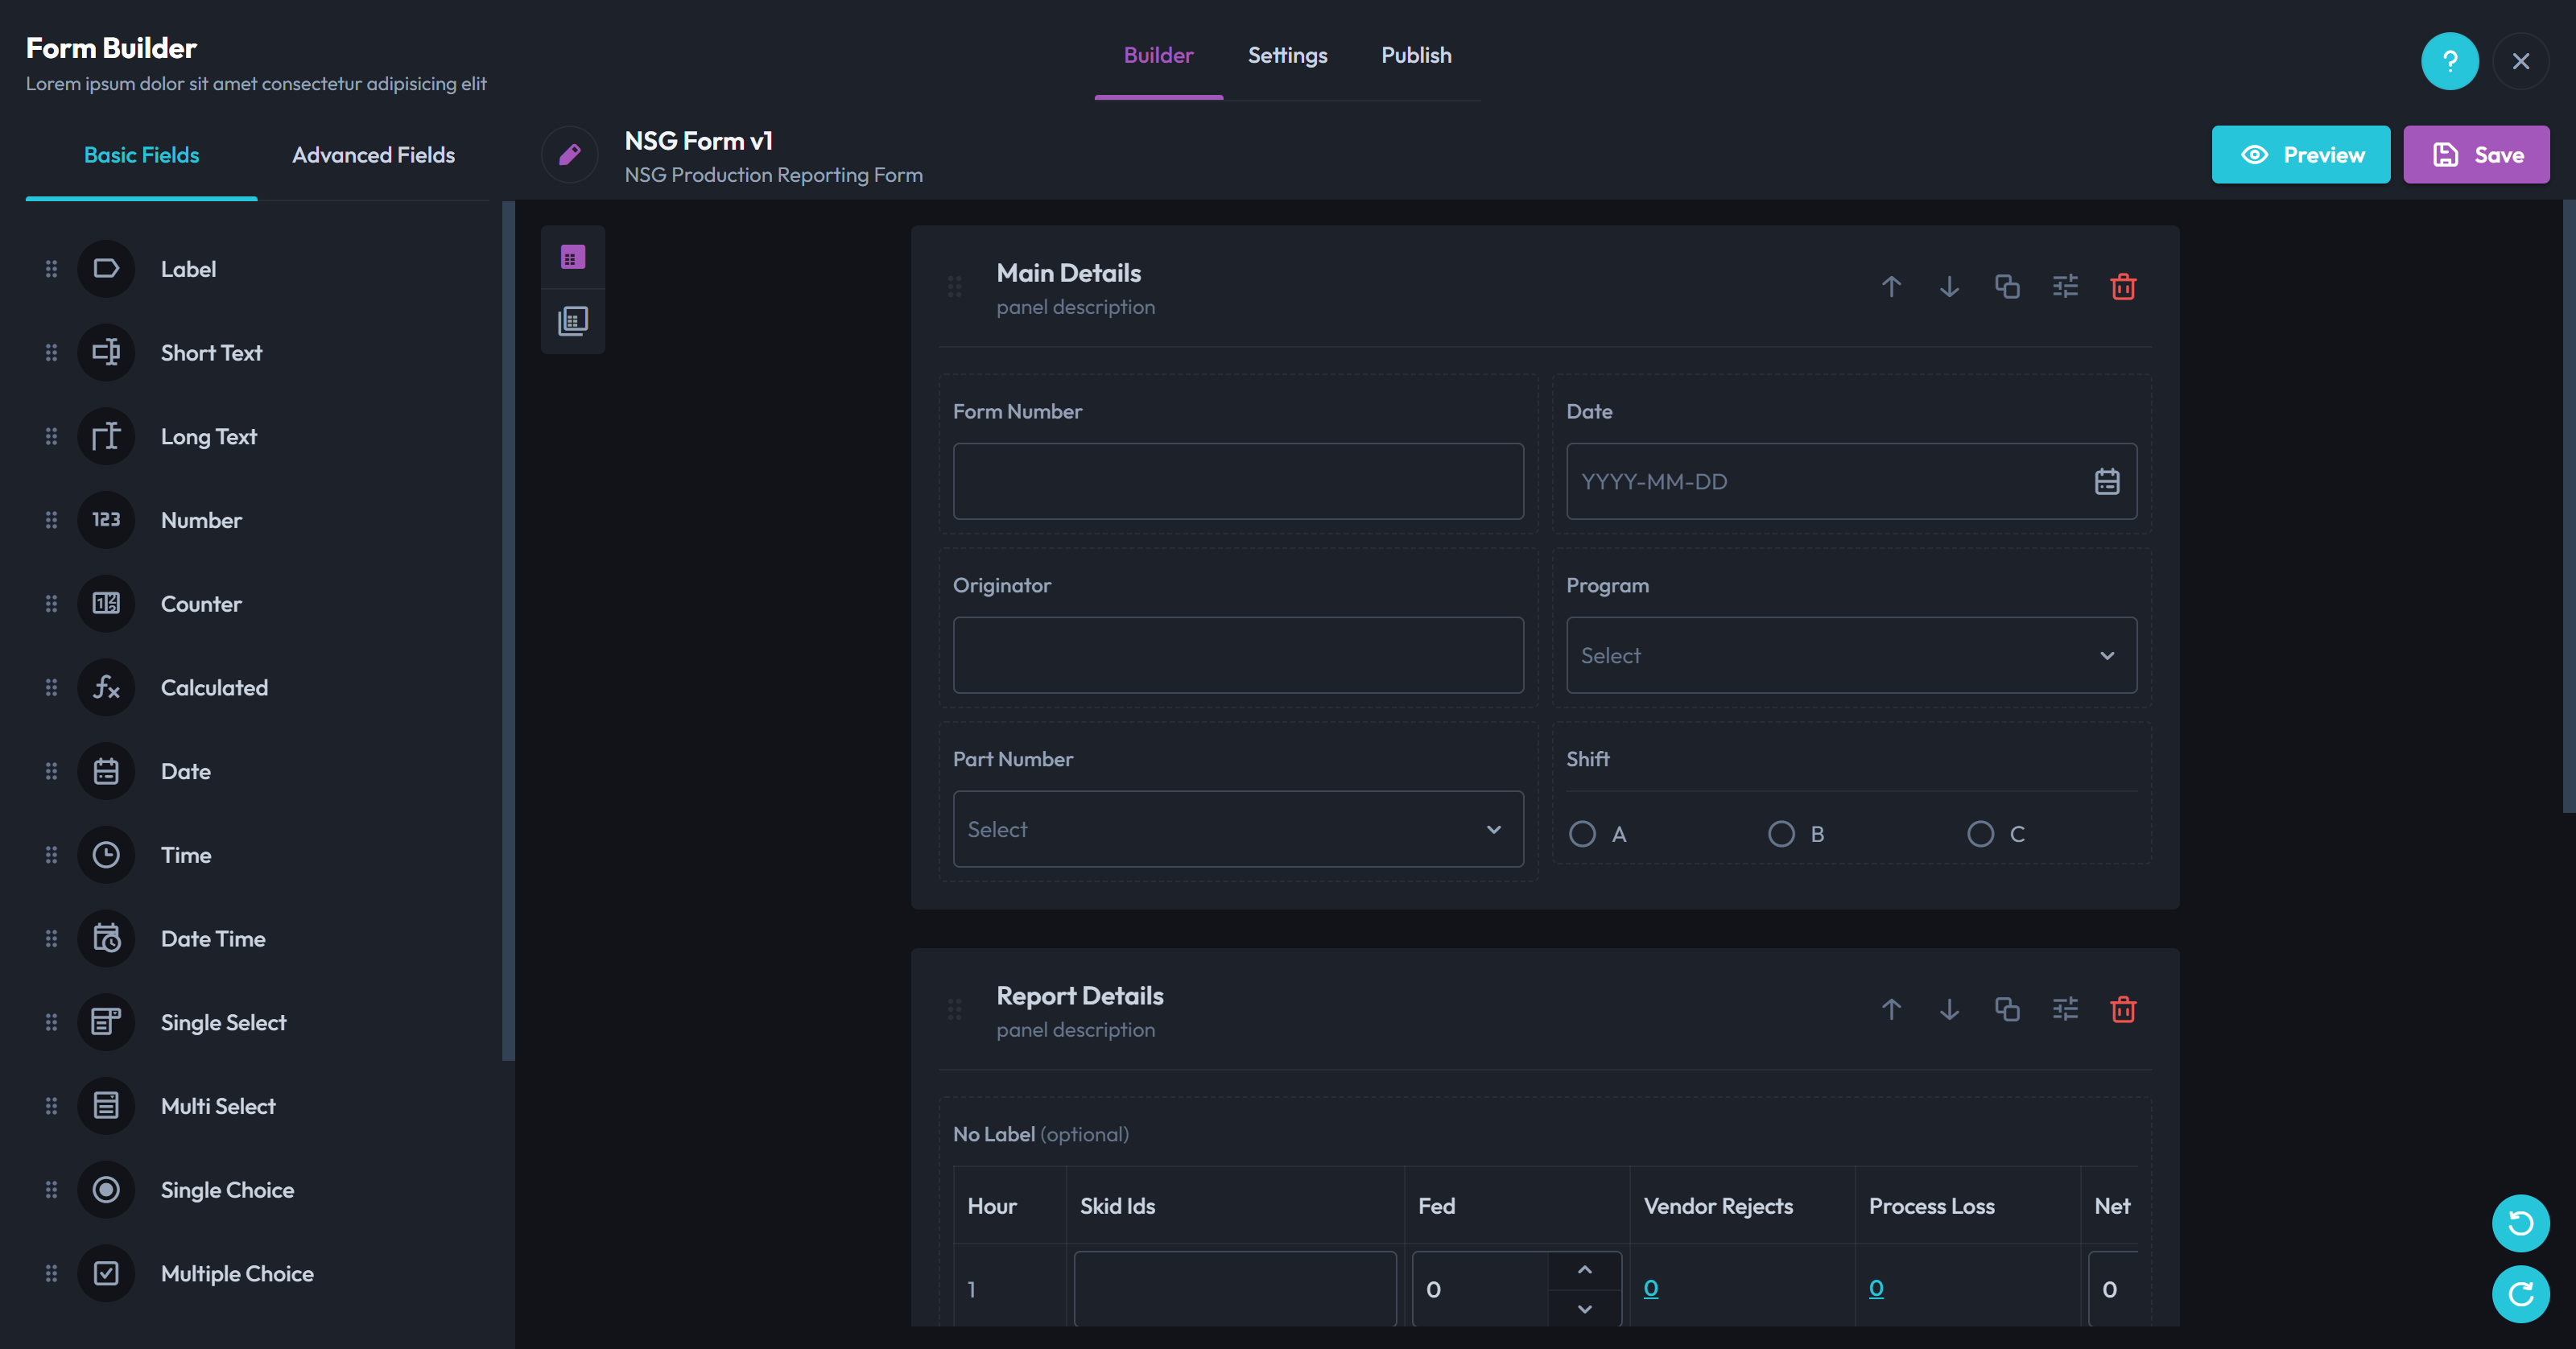 Form Builder
Lorem ipsum dolor sit amet consectetur adipisicing elit
Builder
Settings
Publish
?
Basic Fields
Advanced Fields
NSG Form v1
NSG Production Reporting Form
Preview
Save
Label
Short Text
Long Text
123
Number
Counter
Calculated
Date
Time
Date Time
Single Select
Multi Select
Single Choice
Multiple Choice
Main Details
panel description
Form Number
Date
YYYY-MM-DD
Originator
Program
Select
Part Number
Shift
Select
A
B
C
Report Details
panel description
No Label (optional)
Hour
Skid Ids
Fed
Vendor Rejects
Process Loss
Net
1
0
0
0
0